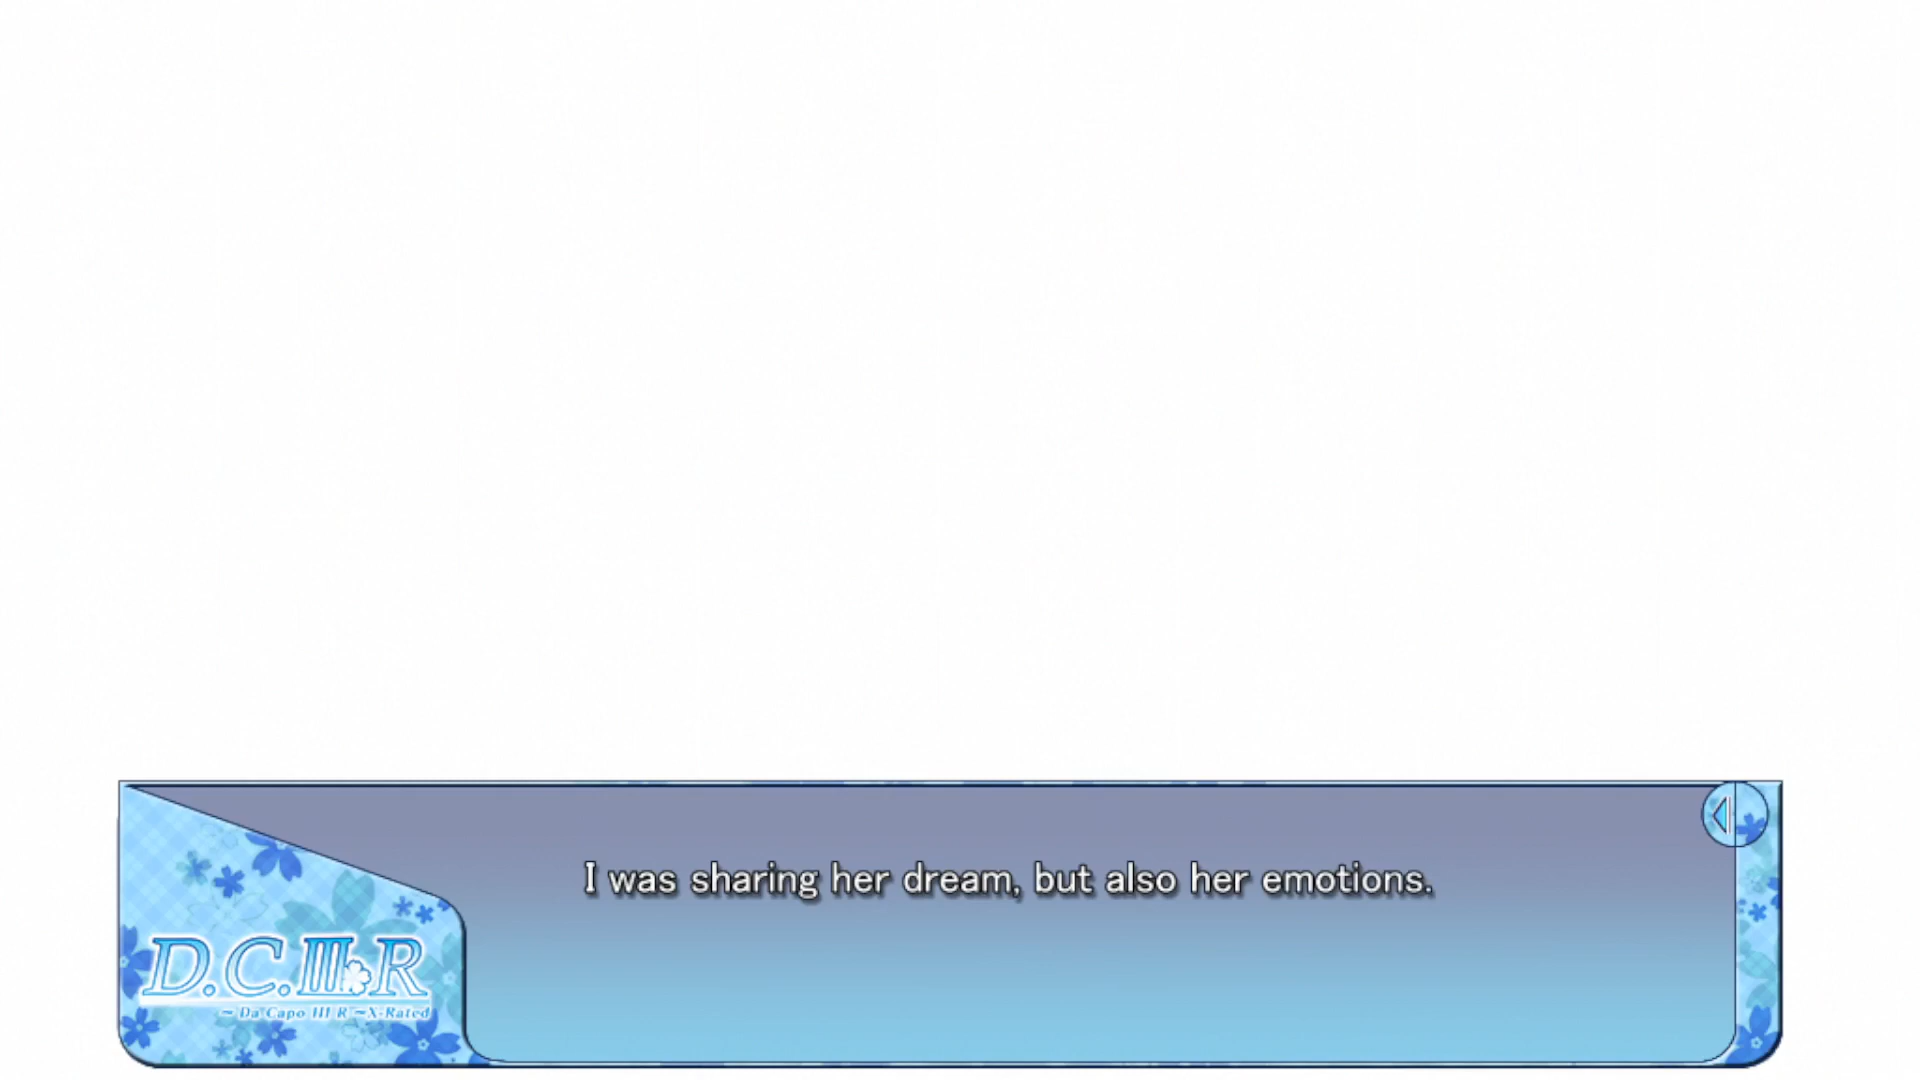 I was sharing her dream, but also her emotions.
D.C.III R
~ Da Capo III R ~X-Rated